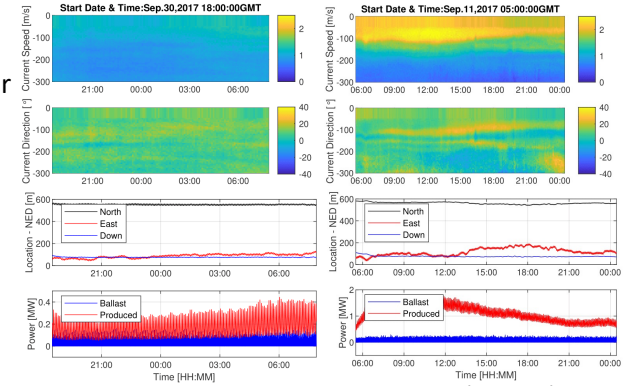 Start Date & Time:Sep.30,2017 18:00:00GMT
Current Speed [m/s]
0
-100
-200
-300
21:00 00:00 03:00 06:00
2
1
0
Start Date & Time:Sep.11,2017 05:00:00GMT
Current Speed [m/s]
0
-100
-200
-300
06:00 09:00 12:00 15:00 18:00 21:00 00:00
2
1
0
r
Current Direction [°]
0
-100
-200
-300
21:00 00:00 03:00 06:00
40
20
0
-20
-40
Current Direction [°]
0
-100
-200
-300
06:00 09:00 12:00 15:00 18:00 21:00 00:00
40
20
0
-20
-40
Location - NED [m]
600
400
200
0
North
East
Down
21:00 00:00 03:00 06:00
Location - NED [m]
600
400
200
0
North
East
Down
06:00 09:00 12:00 15:00 18:00 21:00 00:00
Power [MW]
0.4
0.2
0
Ballast
Produced
21:00 00:00 03:00 06:00
Time [HH:MM]
Power [MW]
2
1
0
Ballast
Produced
06:00 09:00 12:00 15:00 18:00 21:00 00:00
Time [HH:MM]